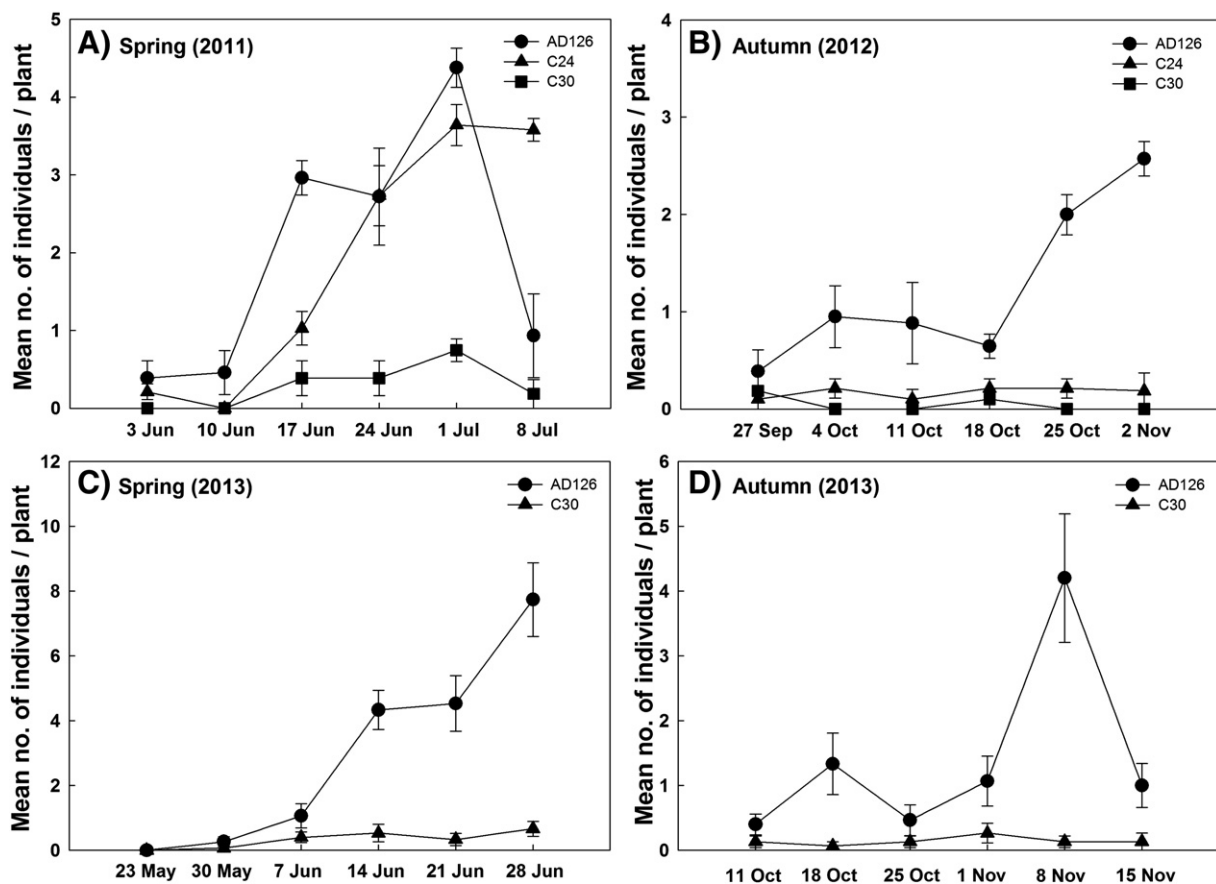 A) Spring (2011)
AD126
C24
C30
Mean no. of individuals / plant
5
4
3
2
1
0
3 Jun 10 Jun 17 Jun 24 Jun 1 Jul 8 Jul
B) Autumn (2012)
AD126
C24
C30
Mean no. of individuals / plant
4
3
2
1
0
27 Sep 4 Oct 11 Oct 18 Oct 25 Oct 2 Nov
C) Spring (2013)
AD126
C30
Mean no. of individuals / plant
12
10
8
6
4
2
0
23 May 30 May 7 Jun 14 Jun 21 Jun 28 Jun
D) Autumn (2013)
AD126
C30
Mean no. of individuals / plant
6
5
4
3
2
1
0
11 Oct 18 Oct 25 Oct 1 Nov 8 Nov 15 Nov